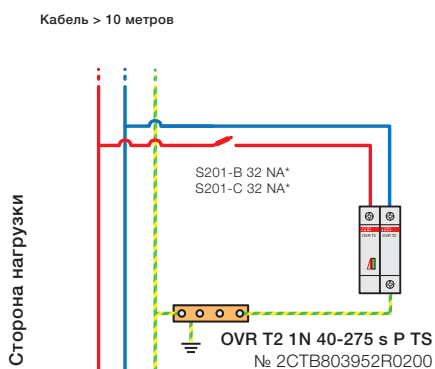 Кабель > 10 метров
S201-B 32 NA*
S201-C 32 NA*
Сторона нагрузки
OVR T2 1N 40-275 s P TS
№ 2CTB803952R0200